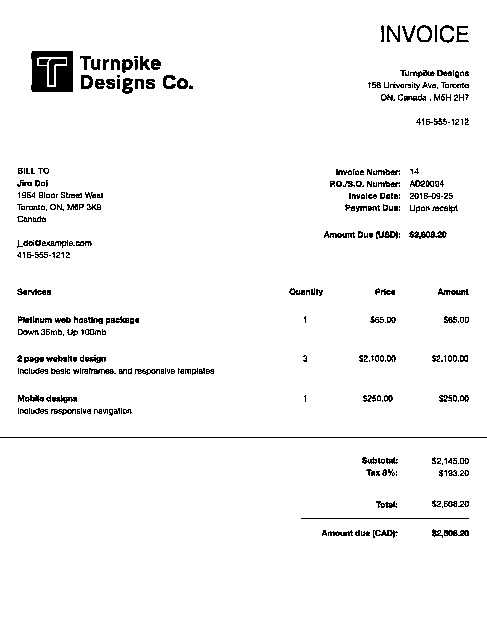 INVOICE
Turnpike
Designs Co.
Turnpike Designs
156 University Ave, Toronto
ON, Canada , M5H 2H7
416-555-1212
BILL TO
Jiro Doi
1954 Bloor Street West
Toronto, ON, M6P 3K9
Canada
j_doi@example.com
416-555-1212
Invoice Number: 14
P.O./S.O. Number: AD20094
Invoice Date: 2018-09-25
Payment Due: Upon receipt
Amount Due (USD): $2,608.20
Services Quantity Price Amount
Platinum web hosting package 1 $65.00 $65.00
Down 35mb, Up 100mb
2 page website design 3 $2,100.00 $2,100.00
Includes basic wireframes, and responsive templates
Mobile designs 1 $250.00 $250.00
Includes responsive navigation
Subtotal: $2,145.00
Tax 8%: $193.20
Total: $2,608.20
Amount due (CAD): $2,608.20